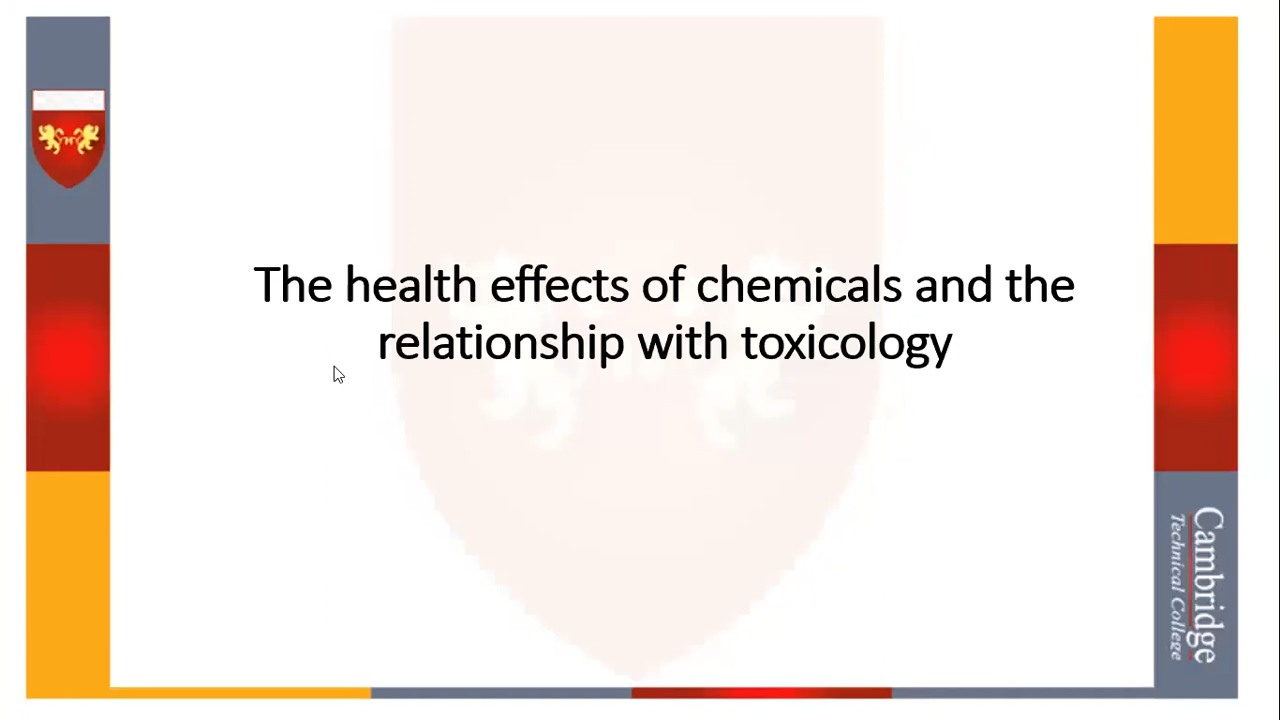 The health effects of chemicals and the
relationship with toxicology
Cambridge
Technical College